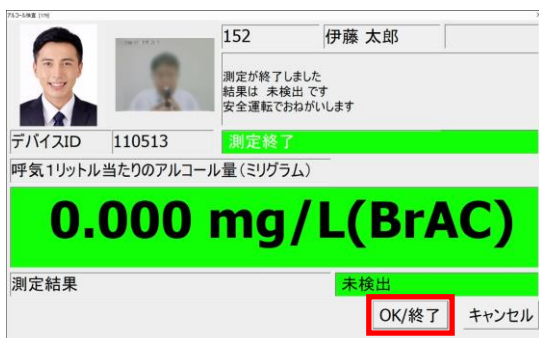 アルコール検査 [179]
152
伊藤 太郎
測定が終了しました
結果は 未検出 です
安全運転でおねがいします
デバイスID
110513
測定終了
呼気1リットル当たりのアルコール量(ミリグラム)
0.000 mg/L(BrAC)
測定結果
未検出
OK/終了
キャンセル